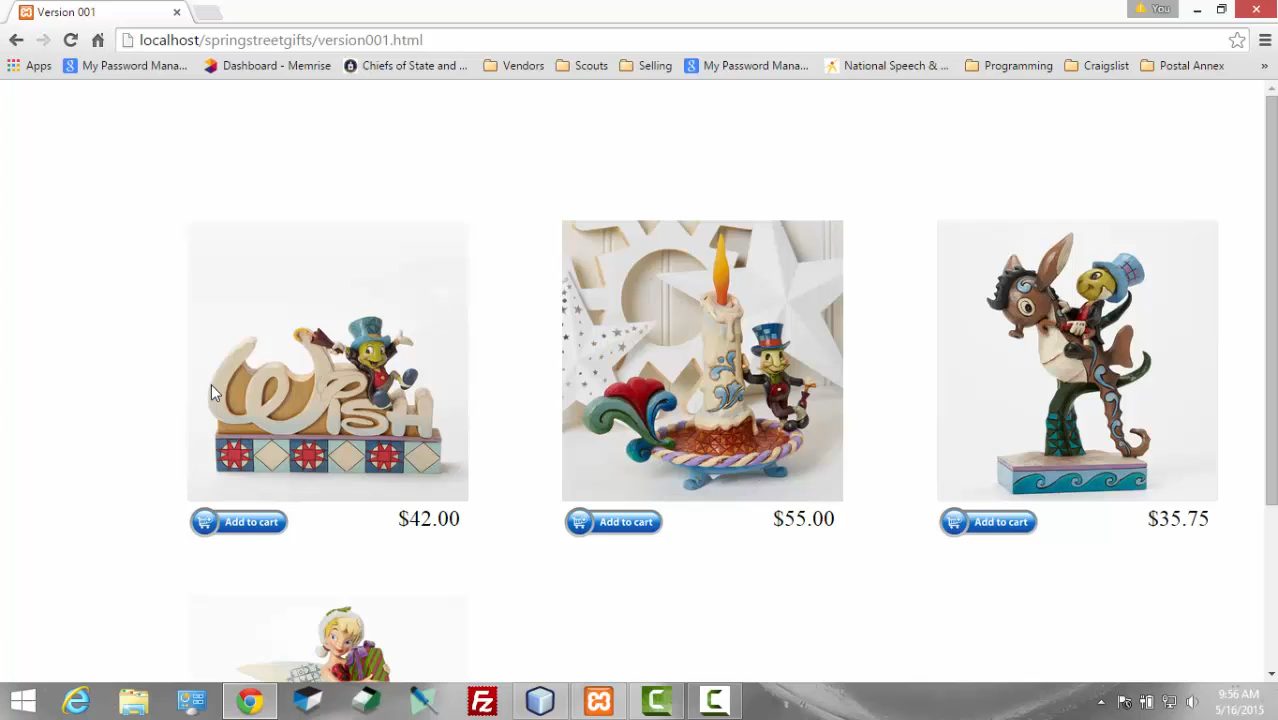 Version 001
You
localhost/springstreetgifts/version001.html
Apps
My Password Mana...
Dashboard - Memrise
Chiefs of State and ...
Vendors
Scouts
Selling
My Password Mana...
National Speech & ...
Programming
Craigslist
Postal Annex
»
Wish
Add to cart
$42.00
Add to cart
$55.00
Add to cart
$35.75
9:56 AM
5/16/2015